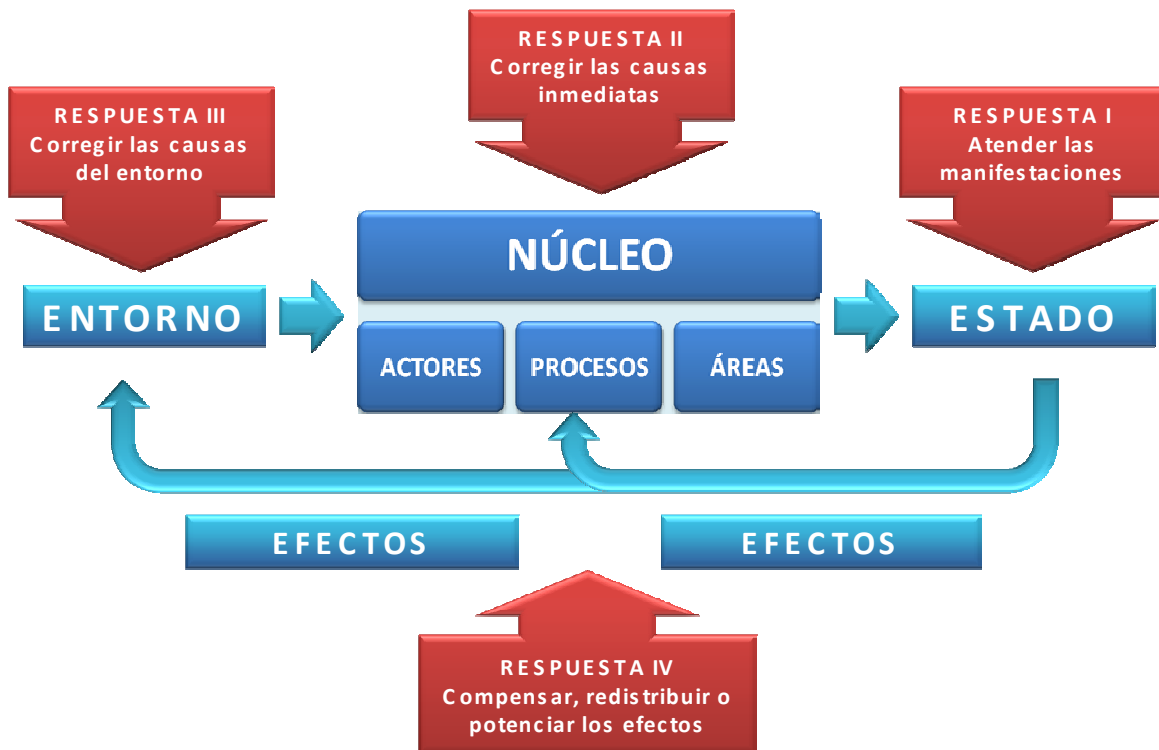 RESPUESTA II
Corregir las causas
inmediatas
RESPUESTA III
Corregir las causas
del entorno
RESPUESTA I
Atender las
manifestaciones
NÚCLEO
ENTORNO
ESTADO
ACTORES
PROCESOS
ÁREAS
EFECTOS
EFECTOS
RESPUESTA IV
Compensar, redistribuir o
potenciar los efectos